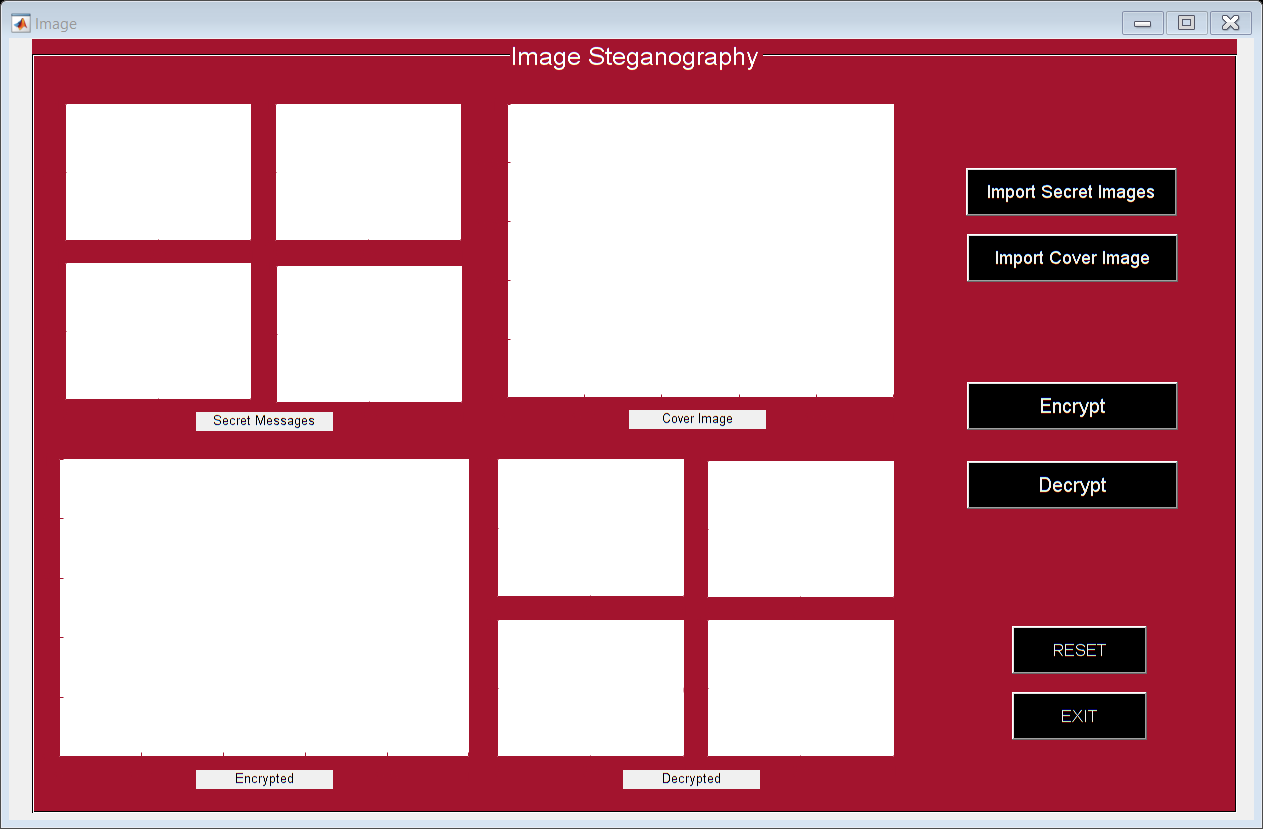 Image
Image Steganography
Import Secret Images
Import Cover Image
Secret Messages
Cover Image
Encrypt
Decrypt
RESET
EXIT
Encrypted
Decrypted